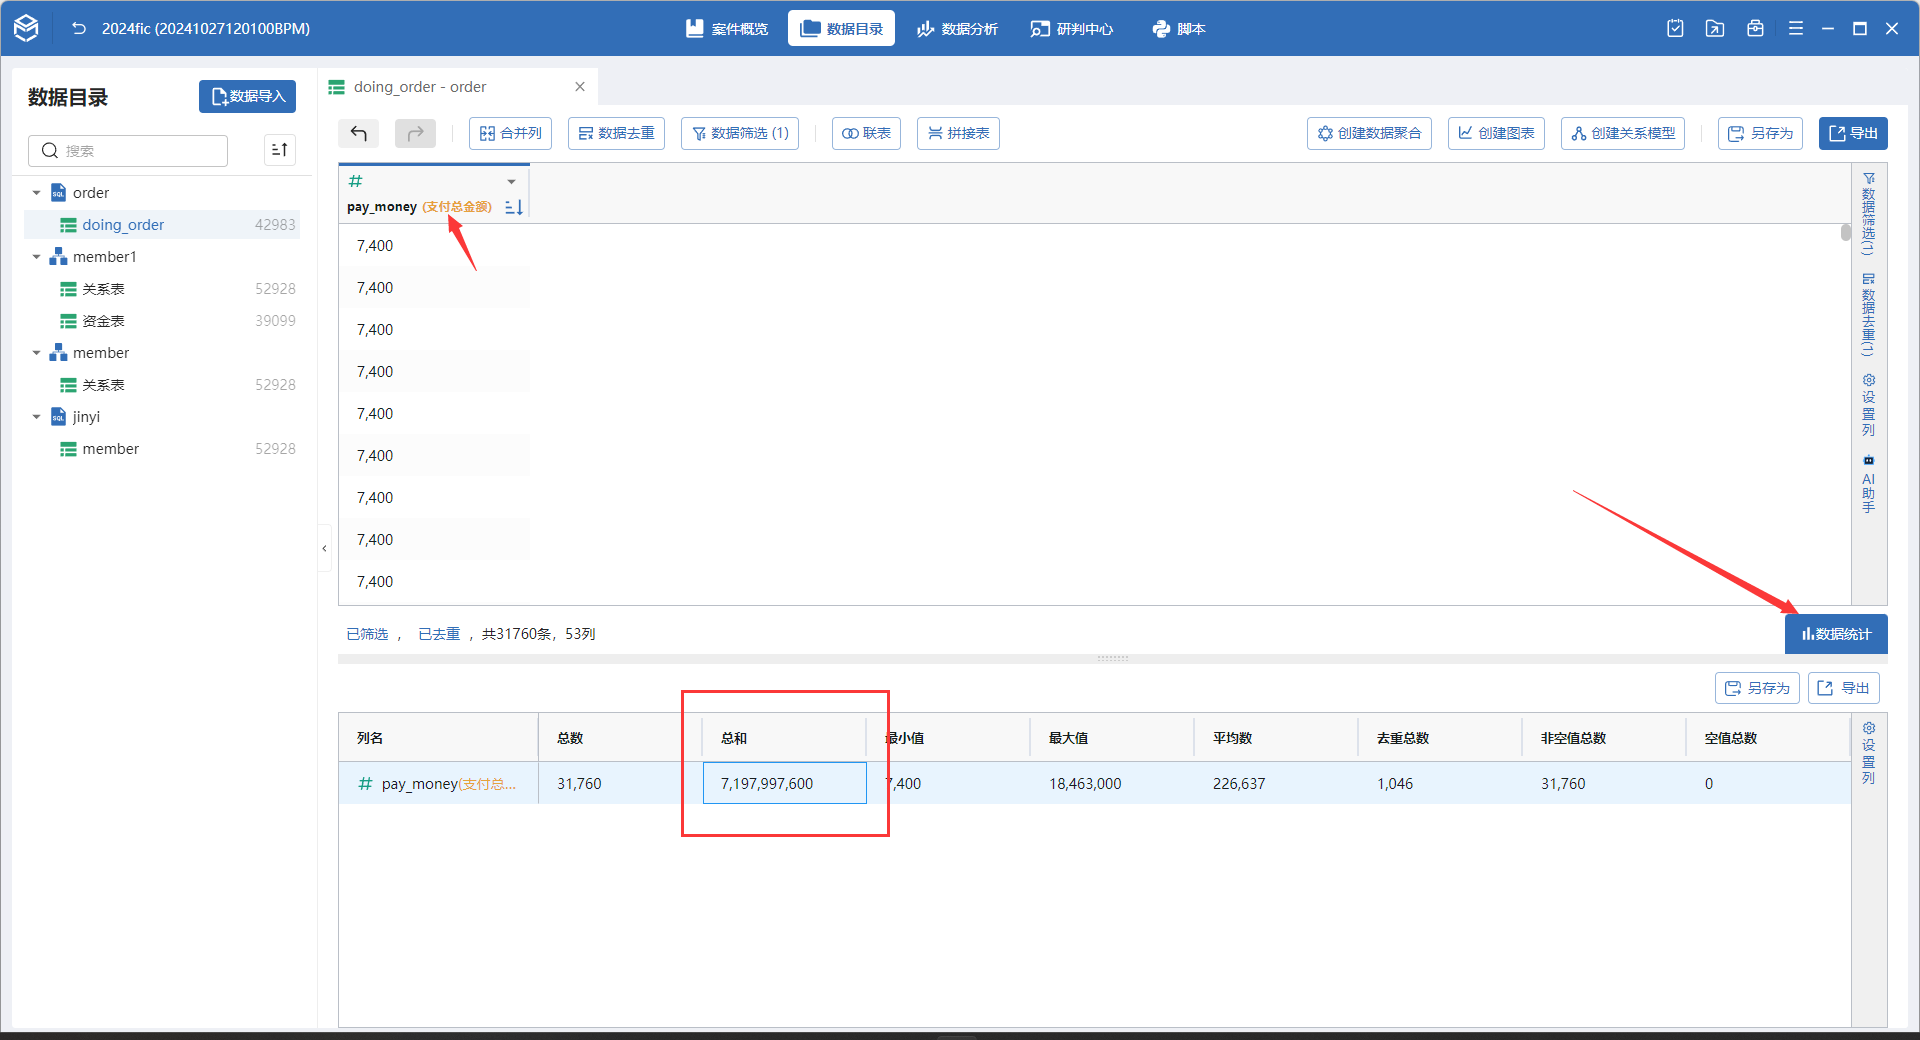 2024fic (20241027120100BPM)
案件概览
数据目录
数据分析
研判中心
脚本
数据目录
数据导入
搜索
order
doing_order 42983
member1
关系表 52928
资金表 39099
member
关系表 52928
jinyi
member 52928
doing_order - order
合并列
数据去重
数据筛选 (1)
联表
拼接表
创建数据聚合
创建图表
创建关系模型
另存为
导出
#
pay_money (支付总金额)
7,400
7,400
7,400
7,400
7,400
7,400
7,400
7,400
7,400
数据筛选(1)
数据去重(1)
设置列
AI助手
已筛选 , 已去重 , 共31760条, 53列
数据统计
另存为
导出
列名 总数 总和 最小值 最大值 平均数 去重总数 非空值总数 空值总数
# pay_money(支付总... 31,760 7,197,997,600 7,400 18,463,000 226,637 1,046 31,760 0
设置列